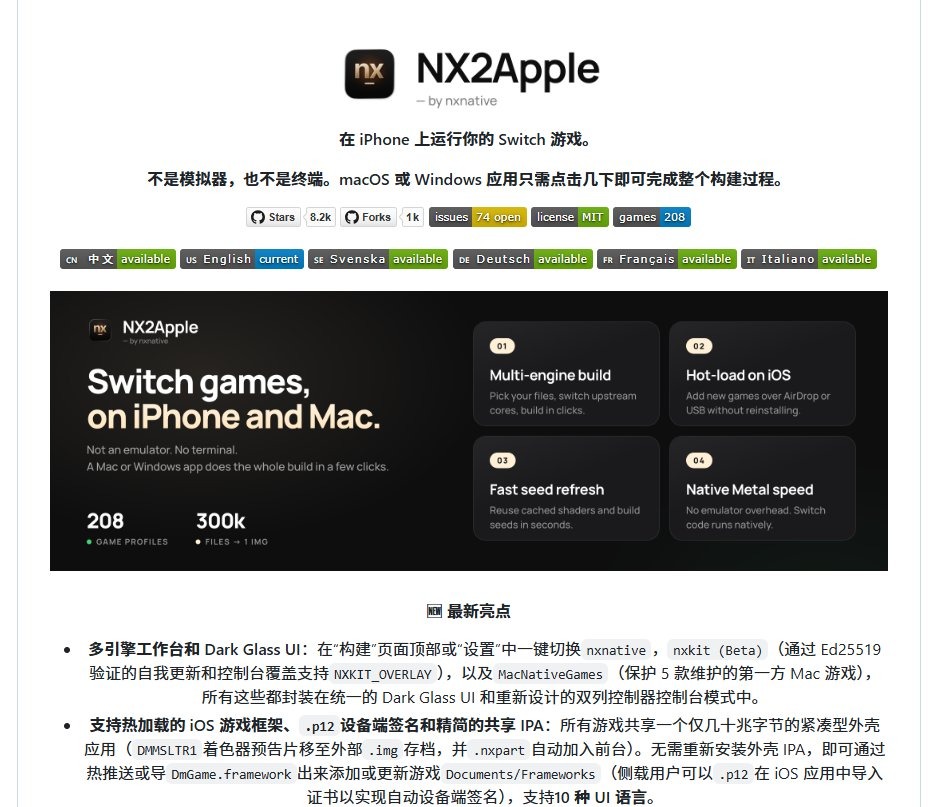 nx
NX2Apple
— by nxnative
在 iPhone 上运行你的 Switch 游戏。
不是模拟器，也不是终端。macOS 或 Windows 应用只需点击几下即可完成整个构建过程。
Stars 8.2k Forks 1k issues 74 open license MIT games 208
CN 中文 available US English current SE Svenska available DE Deutsch available FR Français available IT Italiano available
nx
NX2Apple
— by nxnative
Switch games,
on iPhone and Mac.
Not an emulator. No terminal.
A Mac or Windows app does the whole build in a few clicks.
208
GAME PROFILES
300k
FILES → 1 IMG
01
Multi-engine build
Pick your files, switch upstream
cores, build in clicks.
02
Hot-load on iOS
Add new games over AirDrop or
USB without reinstalling.
03
Fast seed refresh
Reuse cached shaders and build
seeds in seconds.
04
Native Metal speed
No emulator overhead. Switch
code runs natively.
🆕 最新亮点
• 多引擎工作台和 Dark Glass UI：在“构建”页面顶部或“设置”中一键切换 nxnative ，nxkit (Beta)（通过 Ed25519
验证的自我更新和控制台覆盖支持 NXKIT_OVERLAY ），以及 MacNativeGames （保护 5 款维护的第一方 Mac 游戏），
所有这些都封装在统一的 Dark Glass UI 和重新设计的双列控制器控制台模式中。
• 支持热加载的 iOS 游戏框架、.p12 设备端签名和精简的共享 IPA：所有游戏共享一个仅几十兆字节的紧凑型外壳
应用（ DMMSLTR1 着色器预告片移至外部 .img 存档，并 .nxpart 自动加入前台）。无需重新安装外壳 IPA，即可通过
热推送或导 DmGame.framework 出来添加或更新游戏 Documents/Frameworks （侧载用户可以 .p12 在 iOS 应用中导入
证书以实现自动设备端签名），支持10 种 UI 语言。